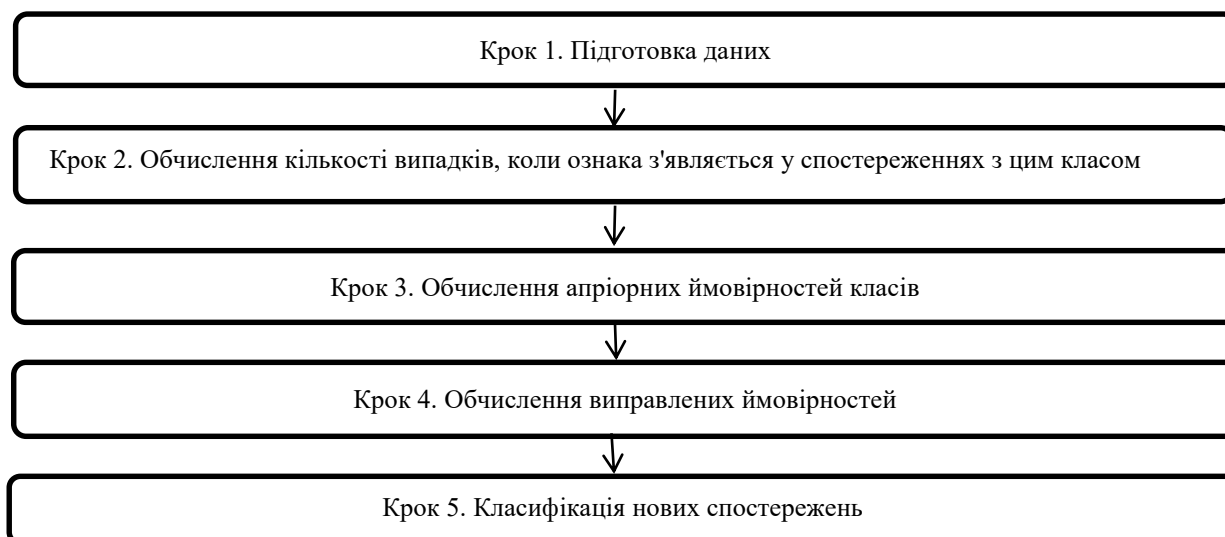 Крок 1. Підготовка даних
Крок 2. Обчислення кількості випадків, коли ознака з'являється у спостереженнях з цим класом
Крок 3. Обчислення апріорних ймовірностей класів
Крок 4. Обчислення виправлених ймовірностей
Крок 5. Класифікація нових спостережень